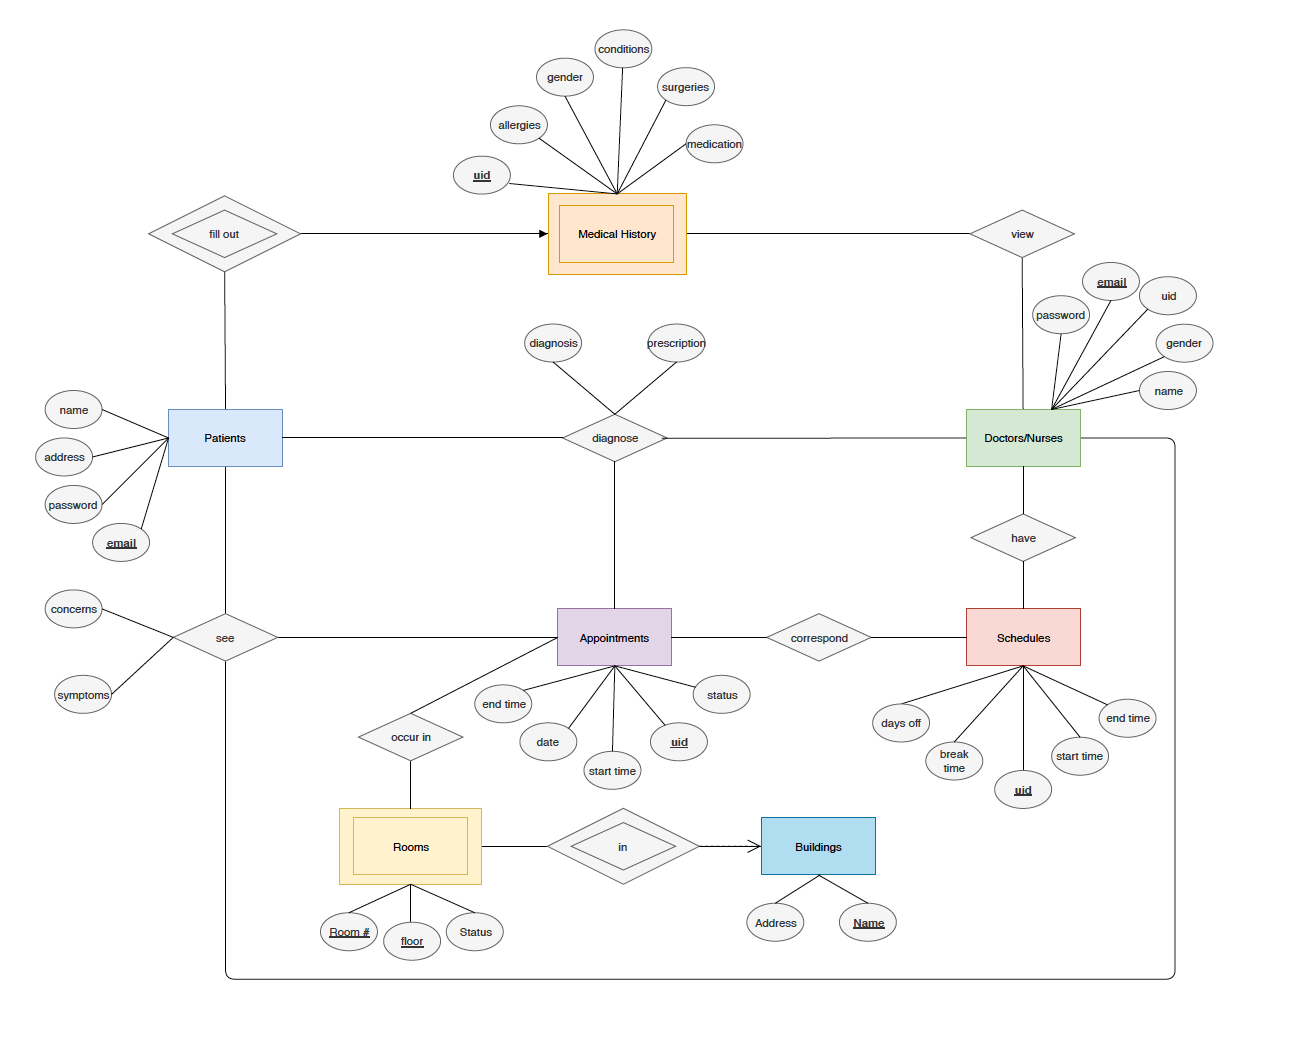 conditions
gender
surgeries
allergies
medication
uid
fill out
Medical History
view
email
uid
password
diagnosis
prescription
gender
name
name
Patients
diagnose
Doctors/Nurses
address
password
email
have
concerns
see
Appointments
correspond
Schedules
symptoms
end time
status
days off
end time
occur in
date
uid
start time
break
time
start time
uid
Rooms
in
Buildings
Room #
floor
Status
Address
Name